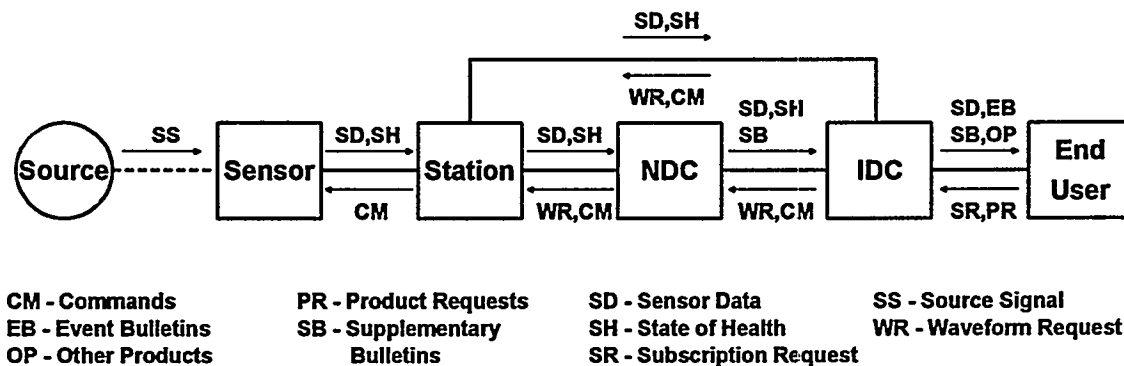 SD,SH
WR,CM
SS
SD,SH
SD,SH
SD,SH
SB
SD,EB
SB,OP
Source
Sensor
Station
NDC
IDC
End
User
CM
WR,CM
WR,CM
SR,PR
CM - Commands
EB - Event Bulletins
OP - Other Products
PR - Product Requests
SB - Supplementary
Bulletins
SD - Sensor Data
SH - State of Health
SR - Subscription Request
SS - Source Signal
WR - Waveform Request